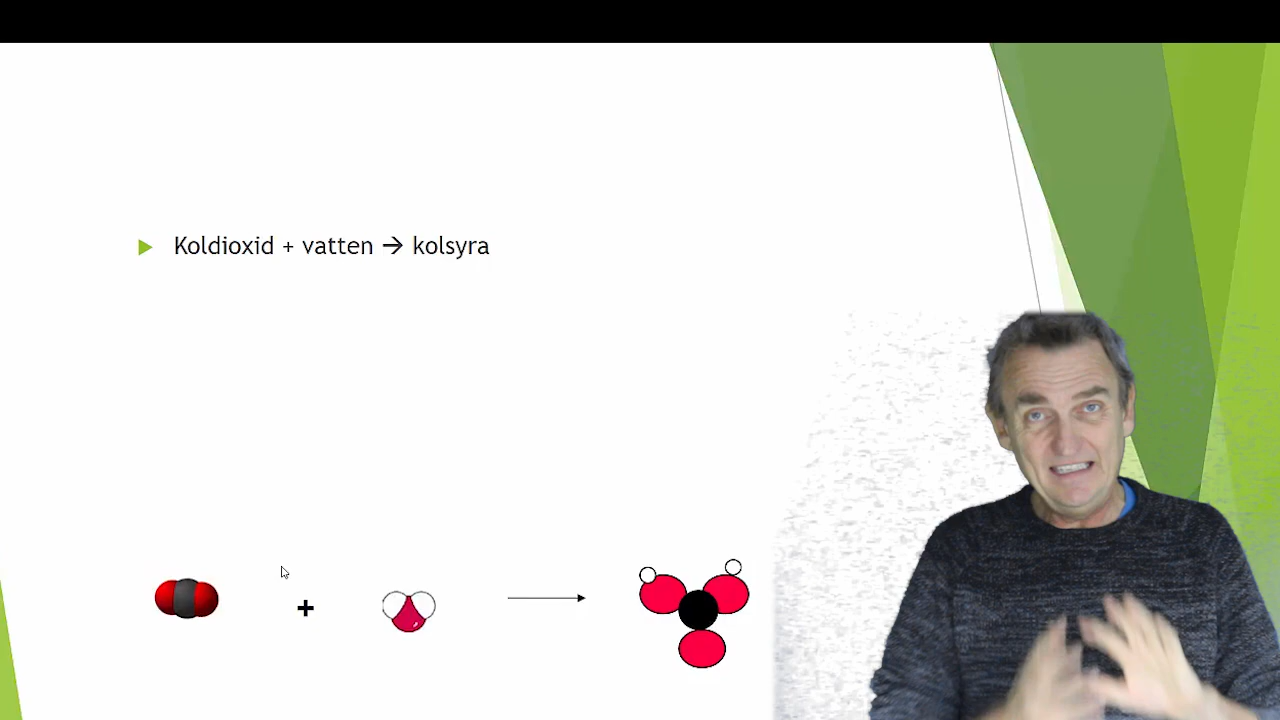 Koldioxid + vatten → kolsyra
+